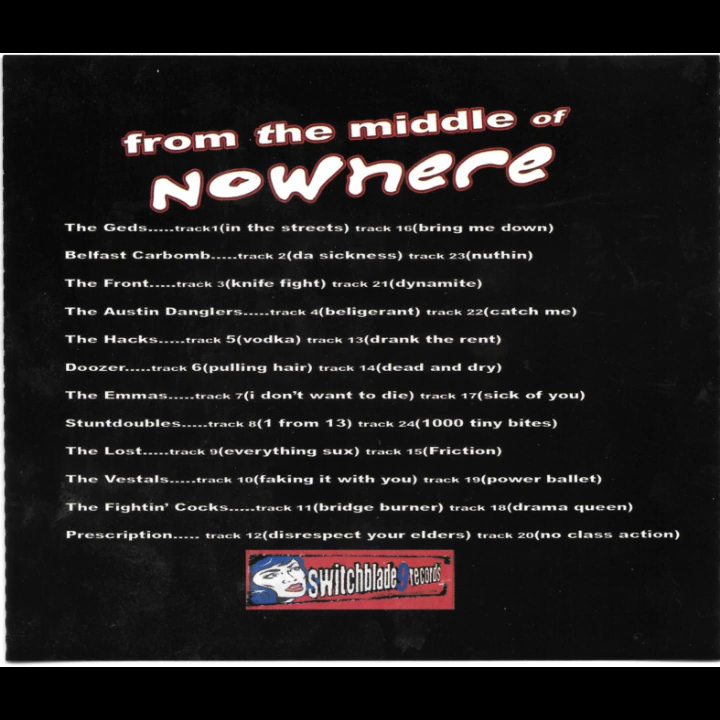 from the middle of
nowhere
The Geds.....track1(in the streets) track 16(bring me down)
Belfast Carbomb.....track 2(da sickness) track 23(nuthin)
The Front.....track 3(knife fight) track 21(dynamite)
The Austin Danglers.....track 4(beligerant) track 22(catch me)
The Hacks.....track 5(vodka) track 13(drank the rent)
Doozer.....track 6(pulling hair) track 14(dead and dry)
The Emmas.....track 7(i don't want to die) track 17(sick of you)
Stuntdoubles.....track 8(1 from 13) track 24(1000 tiny bites)
The Lost.....track 9(everything sux) track 15(Friction)
The Vestals.....track 10(faking it with you) track 19(power ballet)
The Fightin' Cocks.....track 11(bridge burner) track 18(drama queen)
Prescription..... track 12(disrespect your elders) track 20(no class action)
switchblade9records